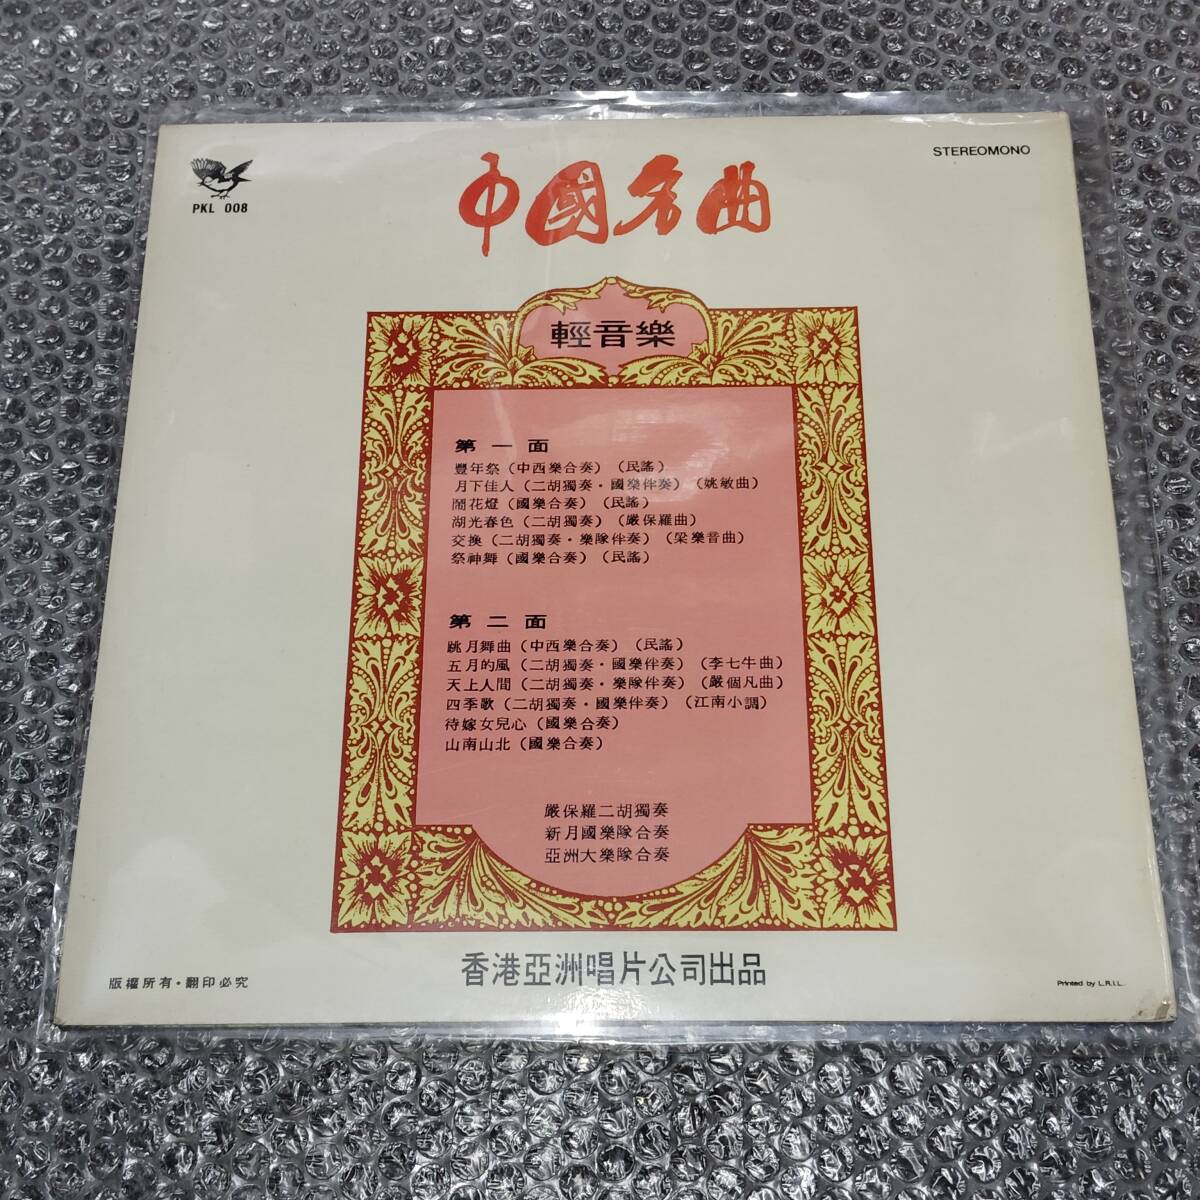 PKL 008
STEREOMONO
中國名曲
輕音樂
第一面
豐年祭（中西樂合奏）（民謠）
月下佳人（二胡獨奏・國樂伴奏）（姚敏曲）
鬧花燈（國樂合奏）（民謠）
湖光春色（二胡獨奏）（嚴保羅曲）
交換（二胡獨奏・樂隊伴奏）（梁樂音曲）
祭神舞（國樂合奏）（民謠）
第二面
跳月舞曲（中西樂合奏）（民謠）
五月的風（二胡獨奏・國樂伴奏）（李七牛曲）
天上人間（二胡獨奏・樂隊伴奏）（嚴個凡曲）
四季歌（二胡獨奏・國樂伴奏）（江南小調）
待嫁女兒心（國樂合奏）
山南山北（國樂合奏）
嚴保羅二胡獨奏
新月國樂隊合奏
亞洲大樂隊合奏
香港亞洲唱片公司出品
版權所有・翻印必究
Printed by L.R.I.L.